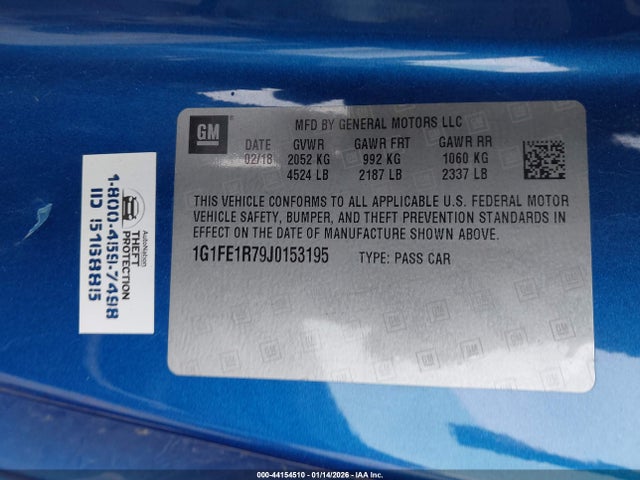 GM
MFD BY GENERAL MOTORS LLC
DATE GVWR GAWR FRT GAWR RR
02/18 2052 KG 992 KG 1060 KG
4524 LB 2187 LB 2337 LB
THIS VEHICLE CONFORMS TO ALL APPLICABLE U.S. FEDERAL MOTOR
VEHICLE SAFETY, BUMPER, AND THEFT PREVENTION STANDARDS IN
EFFECT ON THE DATE OF MANUFACTURE SHOWN ABOVE.
1G1FE1R79J0153195 TYPE: PASS CAR
AutoNation
THEFT
PROTECTION
1-800-459-7498
ID 5168815
000-44154510 - 01/14/2026 - IAA Inc.